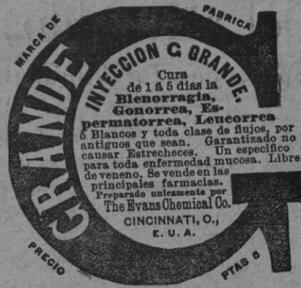 MARCA DE FABRICA
GRANDE
INYECCION G GRANDE.
Cura
de 1 á 5 dias la
Blenorragia,
Gonorrea, Es-
permatorrea, Leucorrea
ó Blancos y toda clase de flujos, por
antiguos que sean. Garantizado no
causar Estrecheces. Un especifico
para toda enfermedad mucosa. Libre
de veneno. Se vende en las
principales farmacias.
Preparado unicamente por
The Evans Chemical Co.
CINCINNATI, O.,
E. U. A.
PRECIO PTAS 5